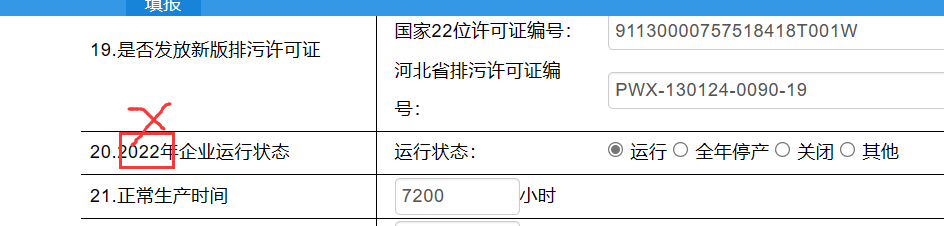 填报
19.是否发放新版排污许可证
国家22位许可证编号：
91130000757518418T001W
河北省排污许可证编
号：
PWX-130124-0090-19
20.2022年企业运行状态
运行状态：
运行 全年停产 关闭 其他
21.正常生产时间
7200 小时